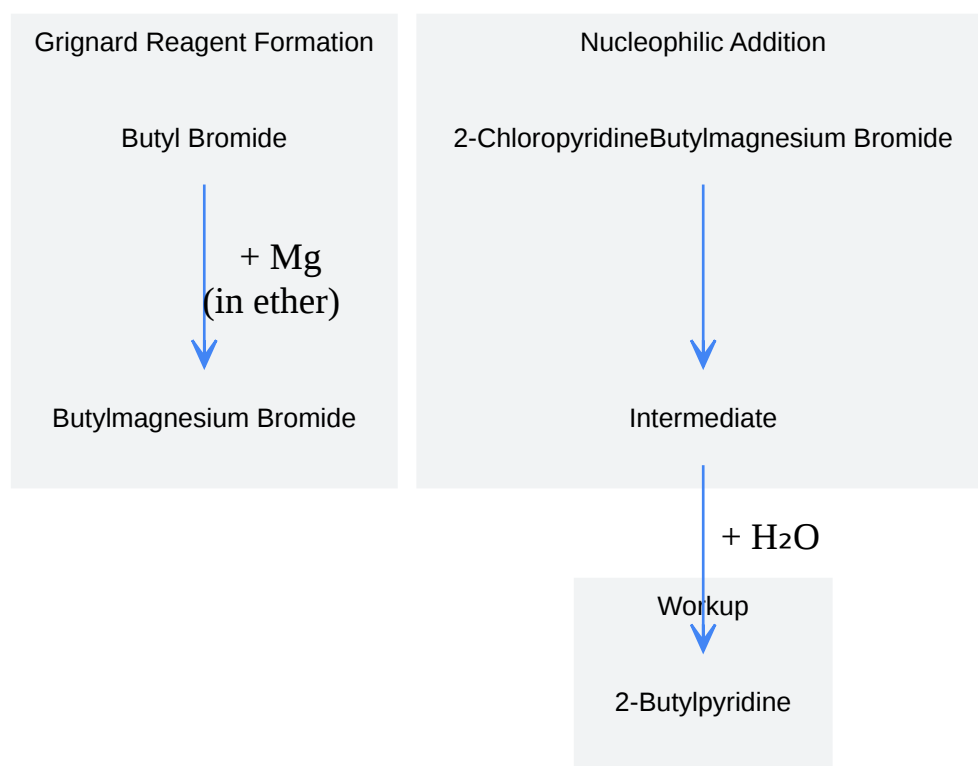 Grignard Reagent Formation
Butyl Bromide
+ Mg
(in ether)
Butylmagnesium Bromide
Nucleophilic Addition
2-ChloropyridineButylmagnesium Bromide
Intermediate
+ H₂O
Workup
2-Butylpyridine